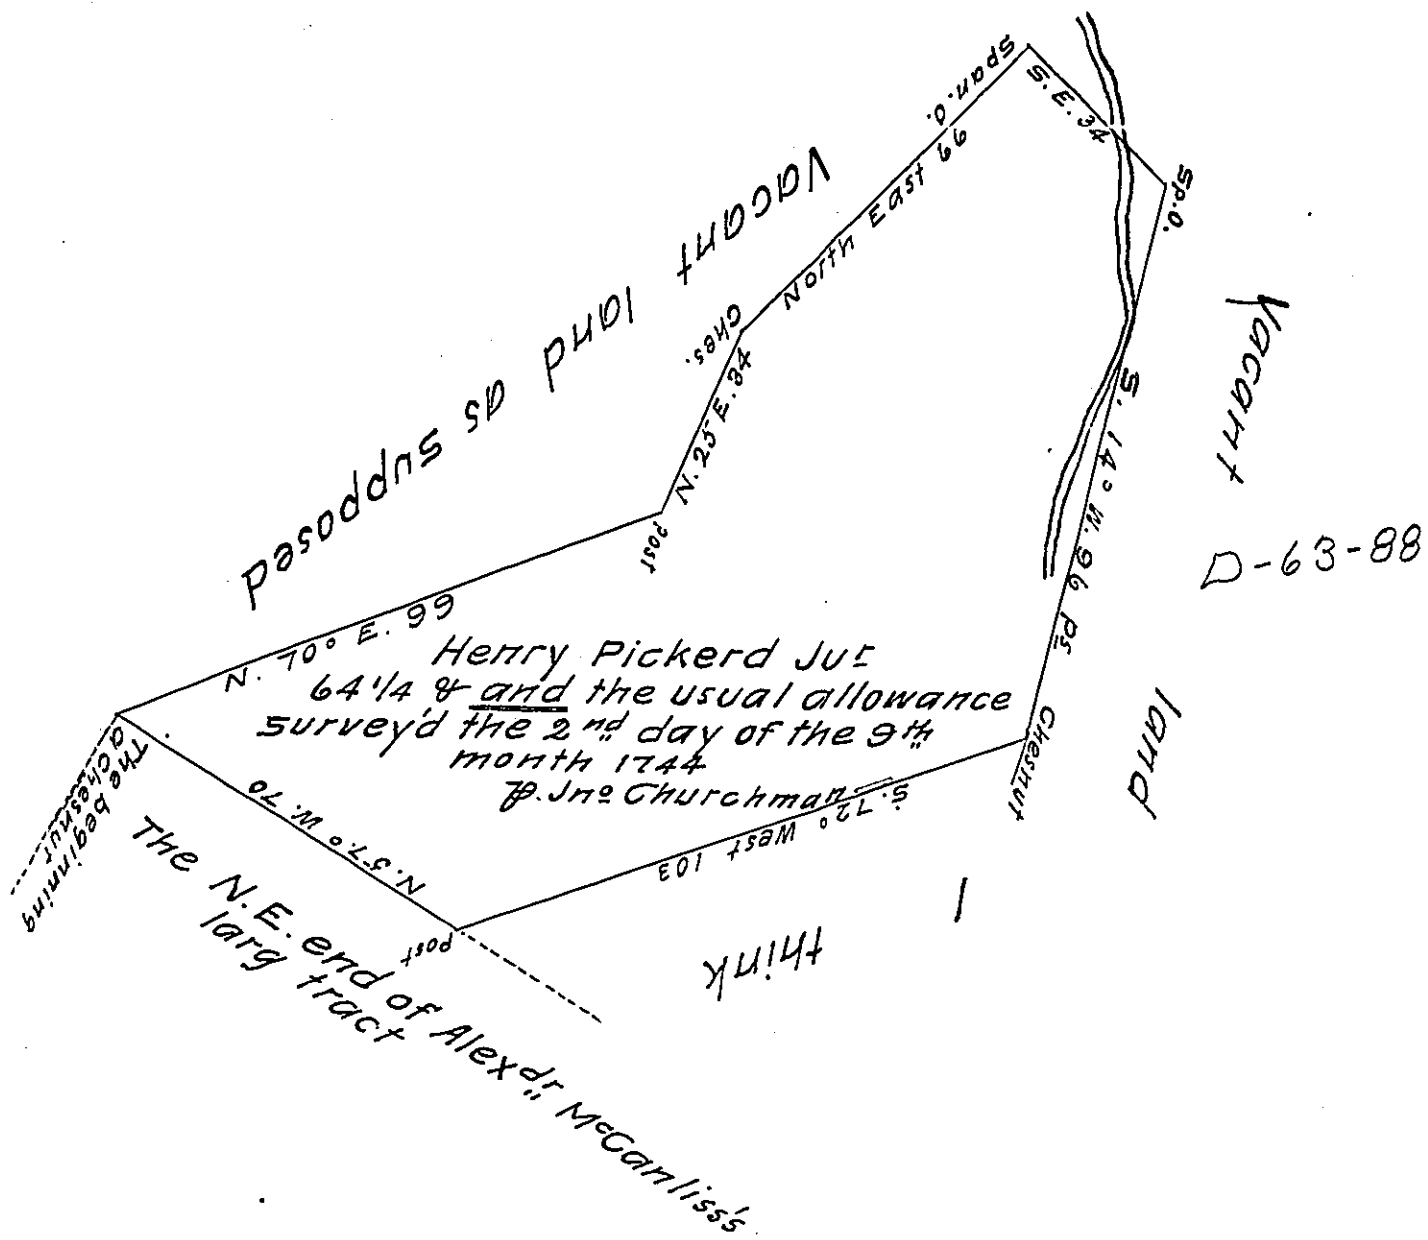 Vacant land as supposed
Span.O.
S.E. 34
Sp.O.
North East 66
Ches.
N. 25 E. 34
post
N. 70° E. 99
S. 14° W. 96 ps
Chesnut
Vacant land I think
D-63-88
Henry Pickerd Jur
64 1/4 & and the usual allowance
survey'd the 2nd day of the 9th
month 1744
P. Jno Churchman
S. 72° West 103
N. 57° W. 70
post
The beginning
a chesnut
The N.E. end of Alexdr McCanliss's
larg tract